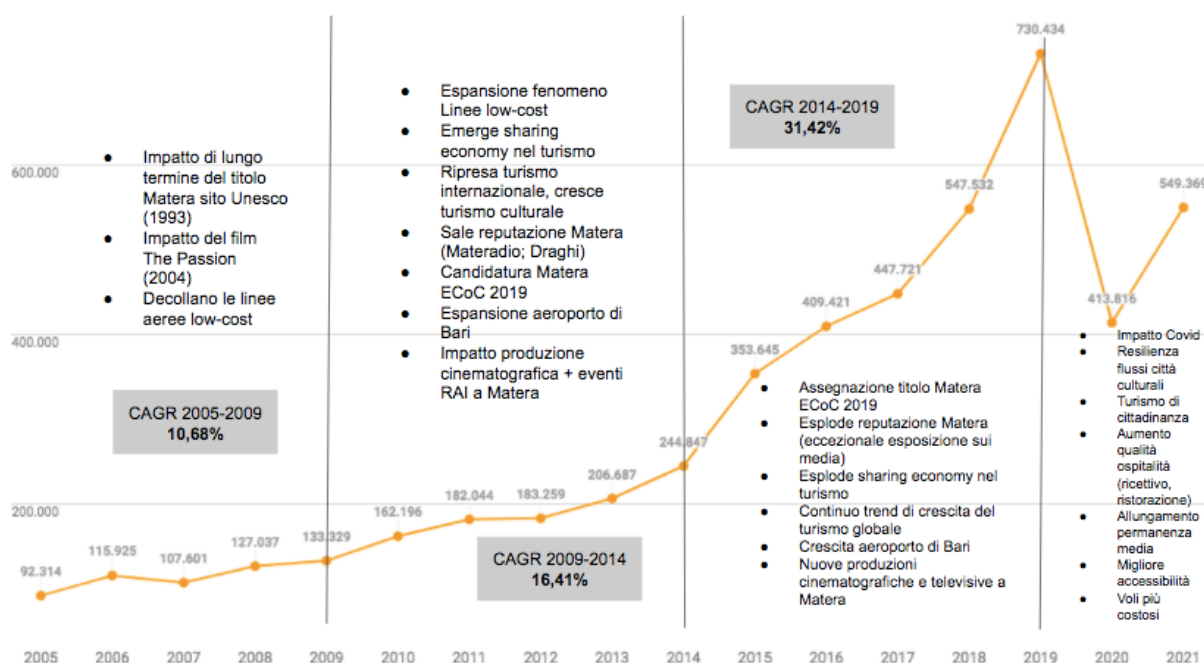 730.434
● Espansione fenomeno
Linee low-cost
● Emerge sharing
economy nel turismo
● Ripresa turismo
internazionale, cresce
turismo culturale
● Sale reputazione Matera
(Materadio; Draghi)
● Candidatura Matera
ECoC 2019
● Espansione aeroporto di
Bari
● Impatto produzione
cinematografica + eventi
RAI a Matera
CAGR 2014-2019
31,42%
● Impatto di lungo
termine del titolo
Matera sito Unesco
(1993)
● Impatto del film
The Passion
(2004)
● Decollano le linee
aeree low-cost
600.000
547.532
549.369
447.721
409.421
413.816
400.000
353.645
● Impatto Covid
● Resilienza
flussi città
culturali
● Turismo di
cittadinanza
● Aumento
qualità
ospitalità
(ricettivo,
ristorazione)
● Allungamento
permanenza
media
● Migliore
accessibilità
● Voli più
costosi
● Assegnazione titolo Matera
ECoC 2019
● Esplode reputazione Matera
(eccezionale esposizione sui
media)
● Esplode sharing economy nel
turismo
● Continuo trend di crescita del
turismo globale
● Crescita aeroporto di Bari
● Nuove produzioni
cinematografiche e televisive a
Matera
CAGR 2005-2009
10,68%
244.847
206.687
200.000
182.044
183.259
162.196
133.329
127.037
115.925
107.601
92.314
CAGR 2009-2014
16,41%
2005 2006 2007 2008 2009 2010 2011 2012 2013 2014 2015 2016 2017 2018 2019 2020 2021